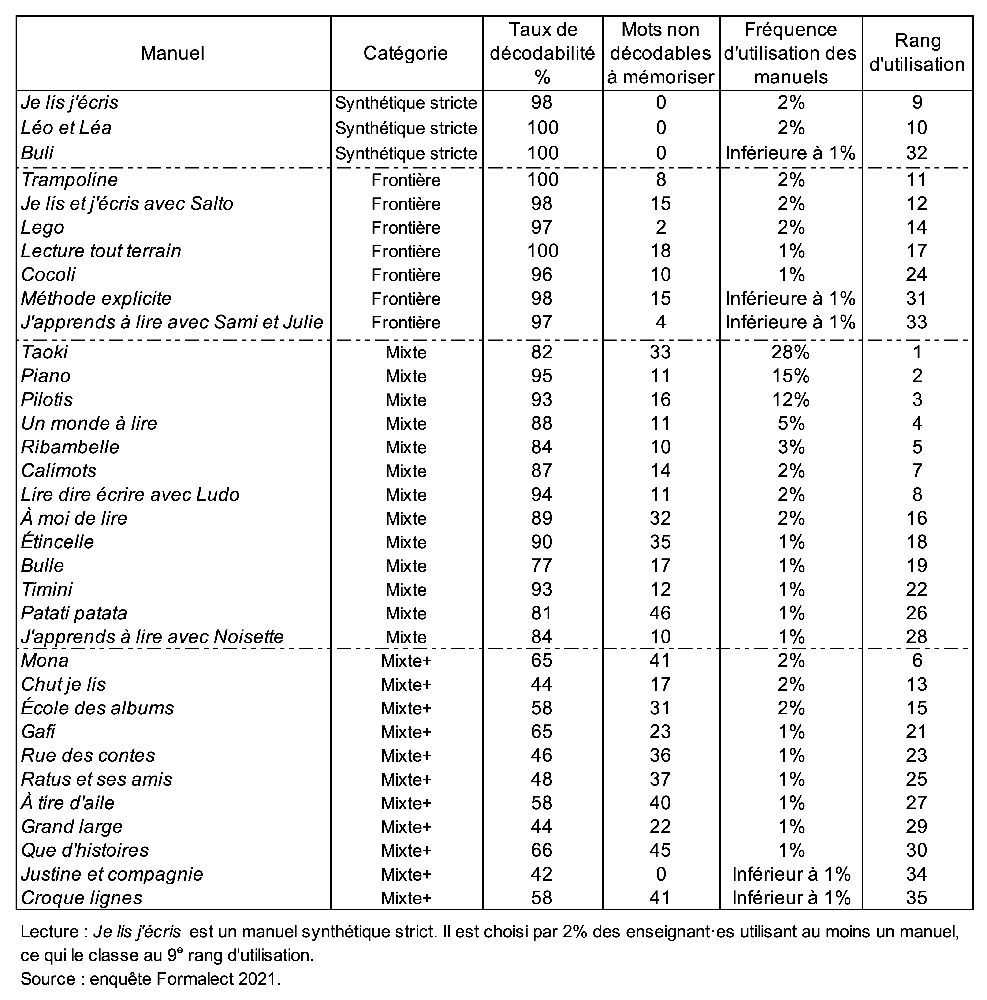 Manuel Catégorie Taux de décodabilité % Mots non décodables à mémoriser Fréquence d'utilisation des manuels Rang d'utilisation
Je lis j'écris Synthétique stricte 98 0 2% 9
Léo et Léa Synthétique stricte 100 0 2% 10
Buli Synthétique stricte 100 0 Inférieure à 1% 32
Trampoline Frontière 100 8 2% 11
Je lis et j'écris avec Salto Frontière 98 15 2% 12
Lego Frontière 97 2 2% 14
Lecture tout terrain Frontière 100 18 1% 17
Cocoli Frontière 96 10 1% 24
Méthode explicite Frontière 98 15 Inférieure à 1% 31
J'apprends à lire avec Sami et Julie Frontière 97 4 Inférieure à 1% 33
Taoki Mixte 82 33 28% 1
Piano Mixte 95 11 15% 2
Pilotis Mixte 93 16 12% 3
Un monde à lire Mixte 88 11 5% 4
Ribambelle Mixte 84 10 3% 5
Calimots Mixte 87 14 2% 7
Lire dire écrire avec Ludo Mixte 94 11 2% 8
À moi de lire Mixte 89 32 2% 16
Étincelle Mixte 90 35 1% 18
Bulle Mixte 77 17 1% 19
Timini Mixte 93 12 1% 22
Patati patata Mixte 81 46 1% 26
J'apprends à lire avec Noisette Mixte 84 10 1% 28
Mona Mixte+ 65 41 2% 6
Chut je lis Mixte+ 44 17 2% 13
École des albums Mixte+ 58 31 2% 15
Gafi Mixte+ 65 23 1% 21
Rue des contes Mixte+ 46 36 1% 23
Ratus et ses amis Mixte+ 48 37 1% 25
À tire d'aile Mixte+ 58 40 1% 27
Grand large Mixte+ 44 22 1% 29
Que d'histoires Mixte+ 66 45 1% 30
Justine et compagnie Mixte+ 42 0 Inférieur à 1% 34
Croque lignes Mixte+ 58 41 Inférieur à 1% 35
Lecture : Je lis j'écris est un manuel synthétique strict. Il est choisi par 2% des enseignant·es utilisant au moins un manuel,
ce qui le classe au 9e rang d'utilisation.
Source : enquête Formalect 2021.